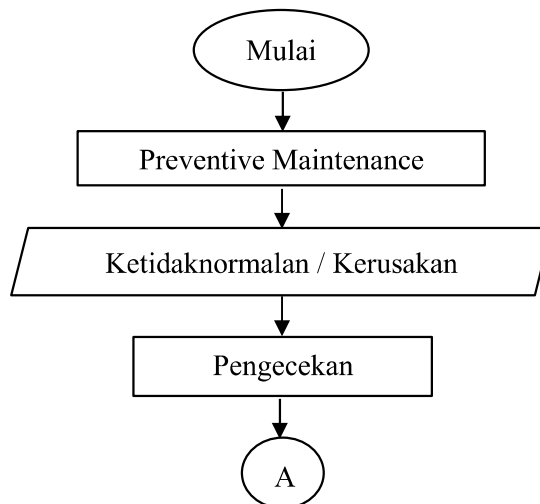 Mulai
Preventive Maintenance
Ketidaknormalan / Kerusakan
Pengecekan
A